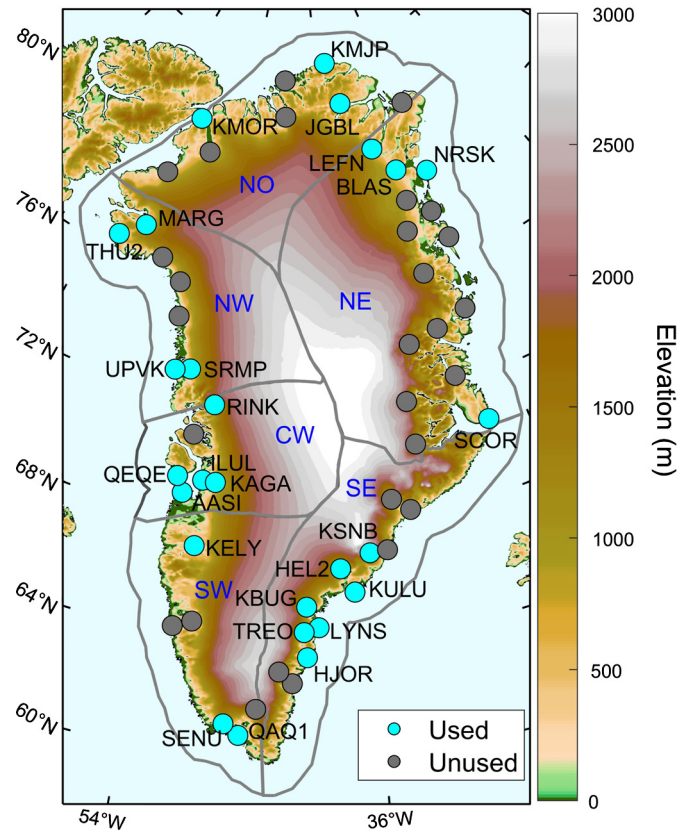 80°N
KMJP
3000
KMOR
JGBL
LEFN
NRSK
BLAS
NO
2500
76°N
MARG
THU2
NW
NE
2000
72°N
UPVK
SRMP
RINK
1500
CW
SCOR
ILUL
QEQE
KAGA
68°N
SE
AASI
KSNB
1000
KELY
HEL2
SW
KULU
64°N
KBUG
TREO
LYNS
HJOR
500
60°N
SENU
QAQ1
Used
Unused
0
54°W
36°W
Elevation (m)